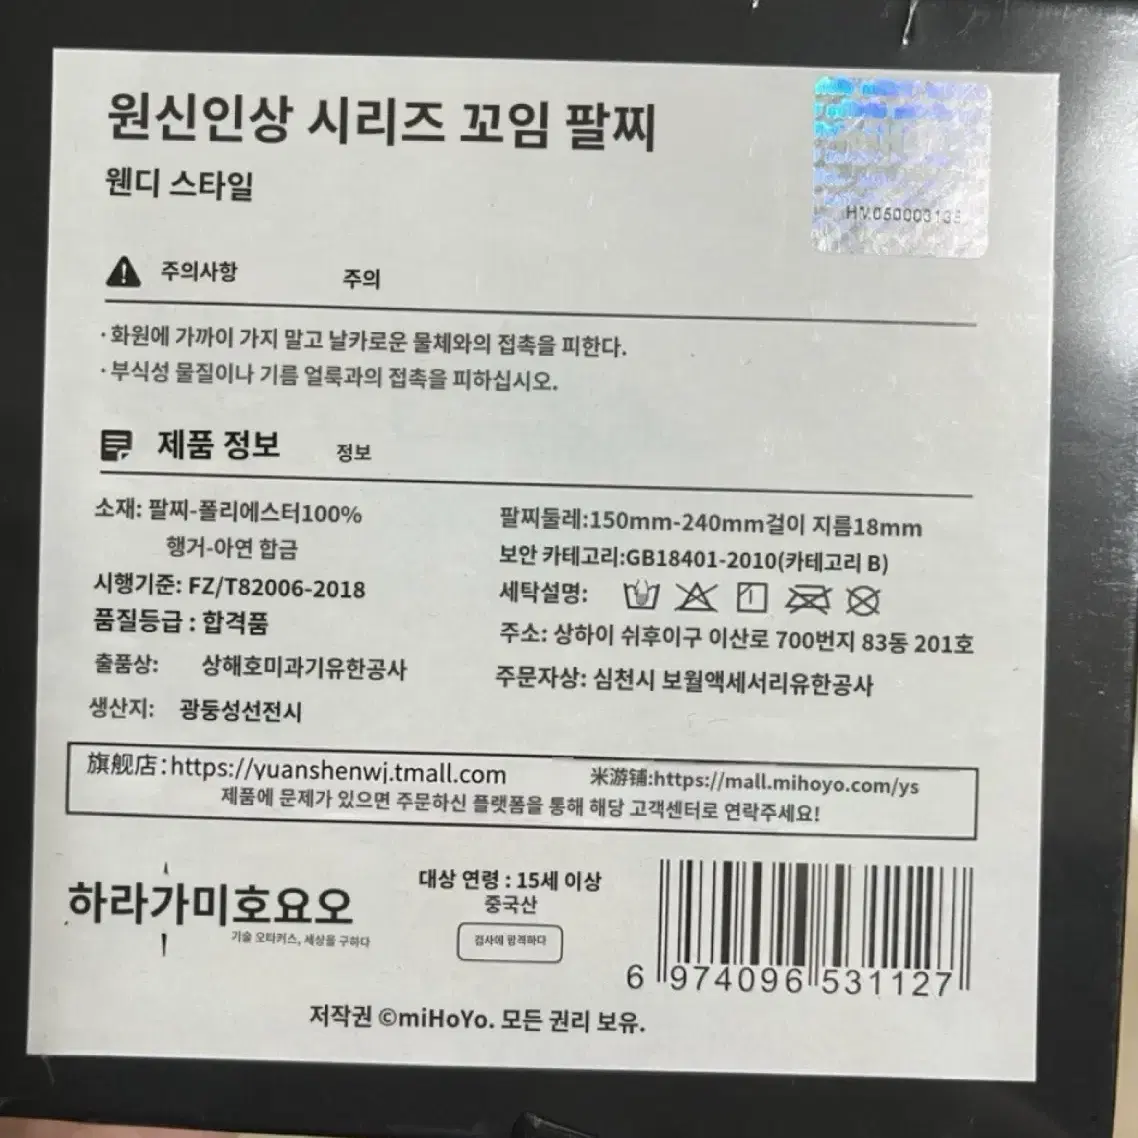 원신인상 시리즈 꼬임 팔찌
웬디 스타일
HM050003135
주의사항 주의
·화원에 가까이 가지 말고 날카로운 물체와의 접촉을 피한다.
·부식성 물질이나 기름 얼룩과의 접촉을 피하십시오.
제품 정보 정보
소재: 팔찌-폴리에스터100%
행거-아연 합금
시행기준: FZ/T82006-2018
품질등급 : 합격품
출품상: 상해호미과기유한공사
생산지: 광둥성선전시
팔찌둘레:150mm-240mm걸이 지름18mm
보안 카테고리:GB18401-2010(카테고리 B)
세탁설명:
주소: 상하이 쉬후이구 이산로 700번지 83동 201호
주문자상: 심천시 보월액세서리유한공사
旗舰店:https://yuanshenwj.tmall.com 米游铺:https://mall.mihoyo.com/ys
제품에 문제가 있으면 주문하신 플랫폼을 통해 해당 고객센터로 연락주세요!
하라가미호요오
기술 오타커스, 세상을 구하다
대상 연령 : 15세 이상
중국산
검사에 합격하다
6 974096 531127
저작권 ©miHoYo. 모든 권리 보유.